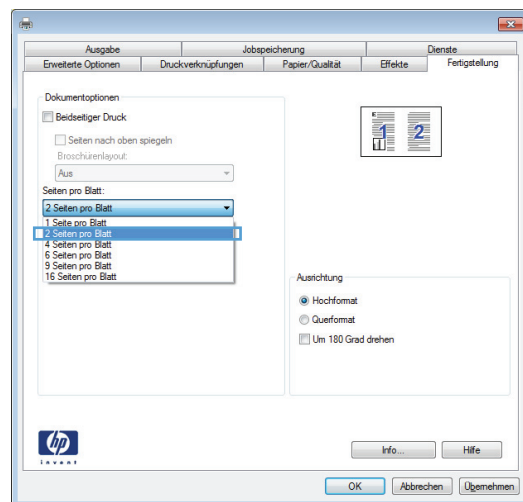 Ausgabe Jobspeicherung Dienste
Erweiterte Optionen Druckverknüpfungen Papier/Qualität Effekte Fertigstellung
Dokumentoptionen
Beidseitiger Druck
Seiten nach oben spiegeln
Broschürenlayout:
Aus
Seiten pro Blatt:
2 Seiten pro Blatt
1 Seite pro Blatt
2 Seiten pro Blatt
4 Seiten pro Blatt
6 Seiten pro Blatt
9 Seiten pro Blatt
16 Seiten pro Blatt
E
1 2
Ausrichtung
Hochformat
Querformat
Um 180 Grad drehen
hp
invent
Info... Hilfe
OK Abbrechen Übernehmen